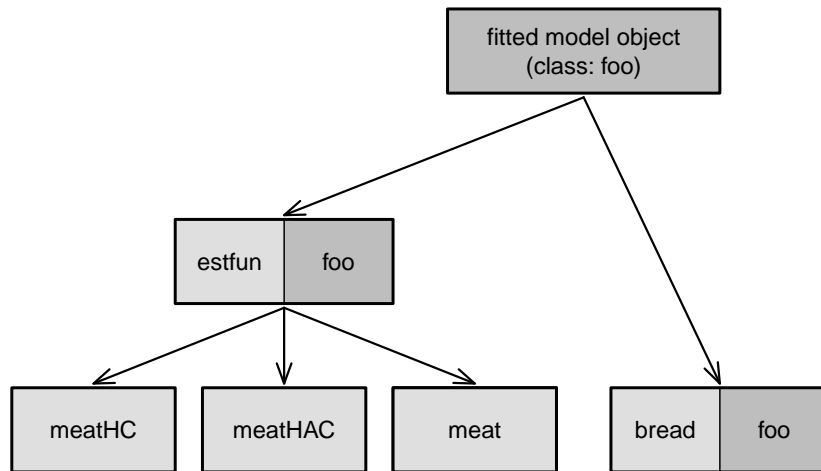 fitted model object
(class: foo)
estfun foo
meatHC meatHAC meat bread foo